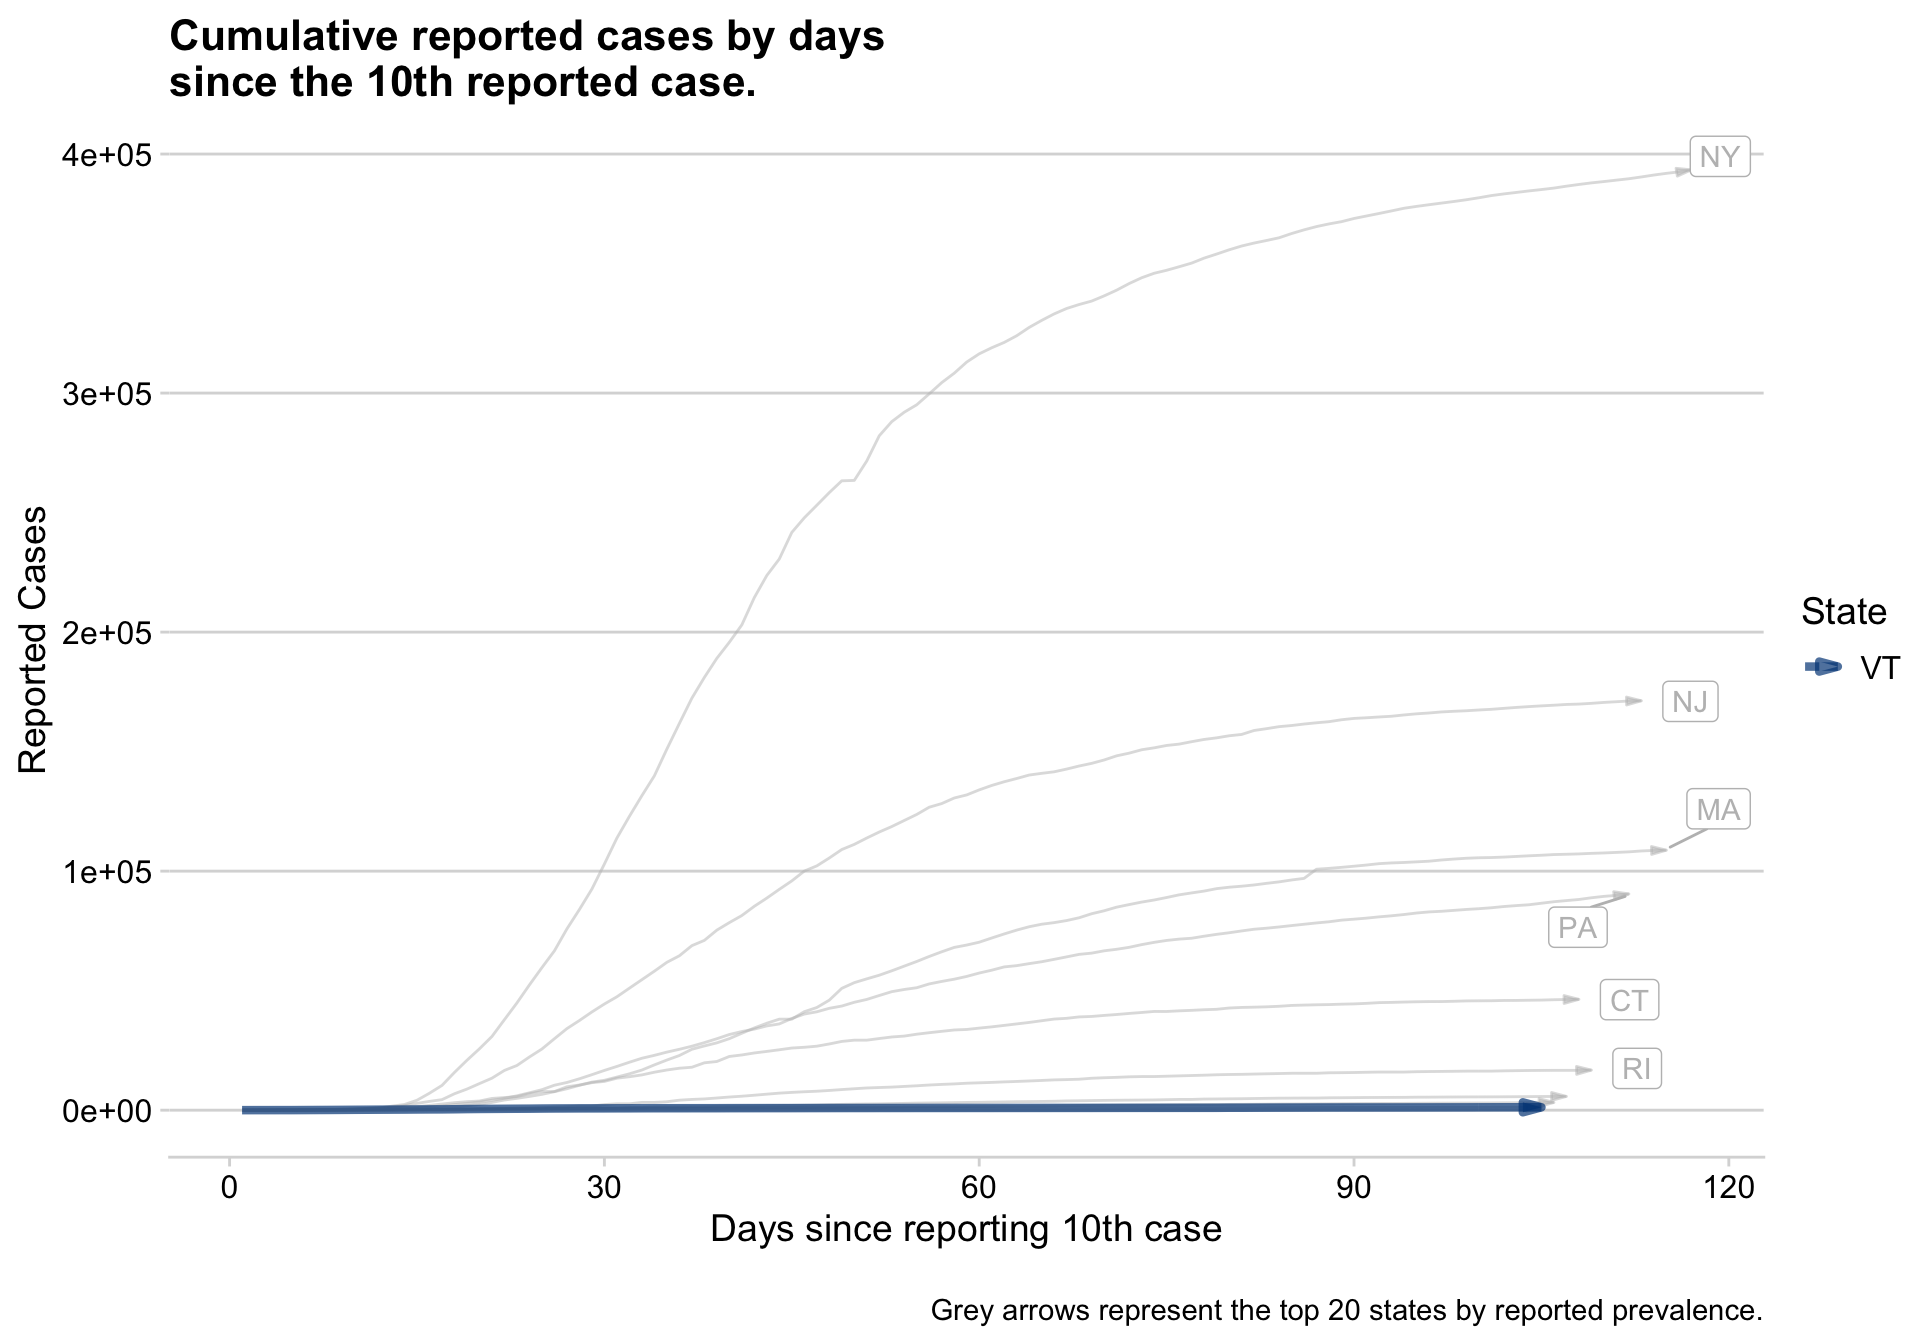 Cumulative reported cases by days
since the 10th reported case.
4e+05
3e+05
2e+05
1e+05
0e+00
Reported Cases
NY
NJ
MA
PA
CT
RI
State
VT
0
30
60
90
120
Days since reporting 10th case
Grey arrows represent the top 20 states by reported prevalence.